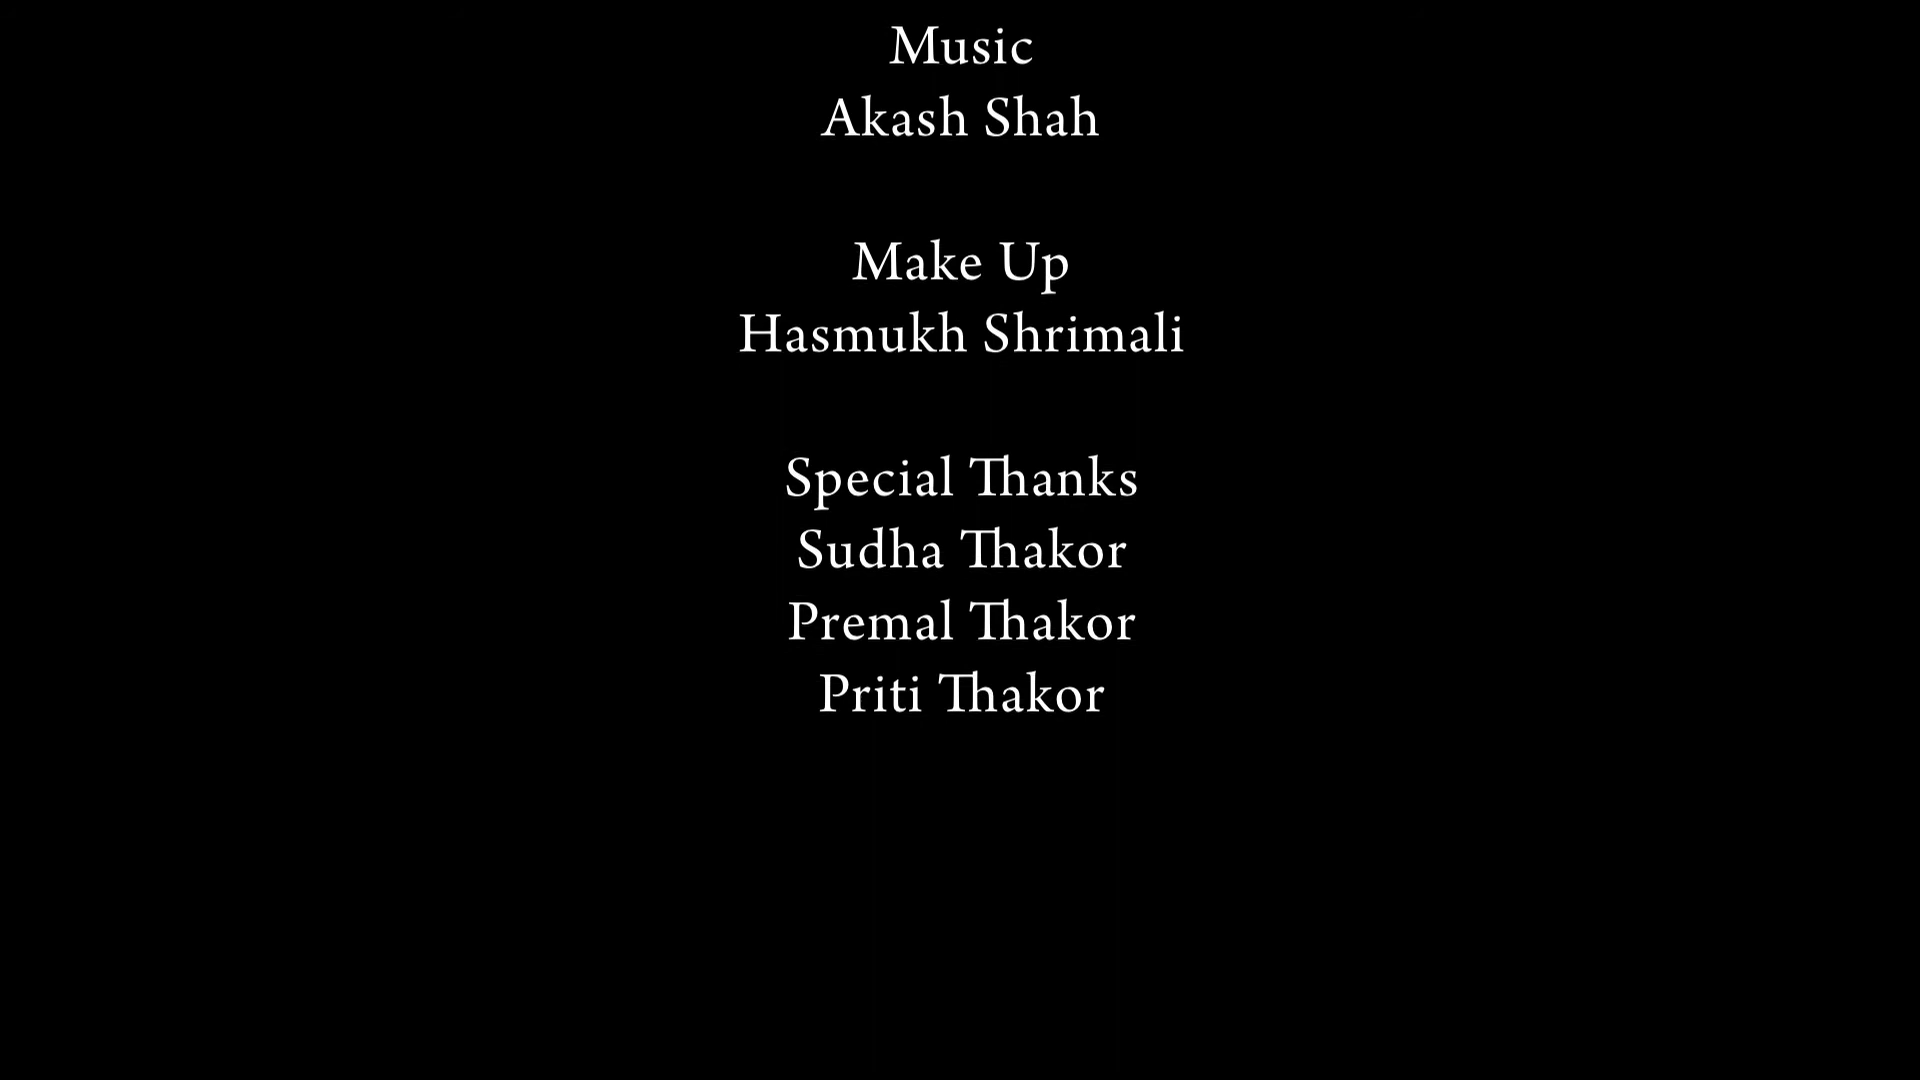 Music
Akash Shah
Make Up
Hasmukh Shrimali
Special Thanks
Sudha Thakor
Premal Thakor
Priti Thakor